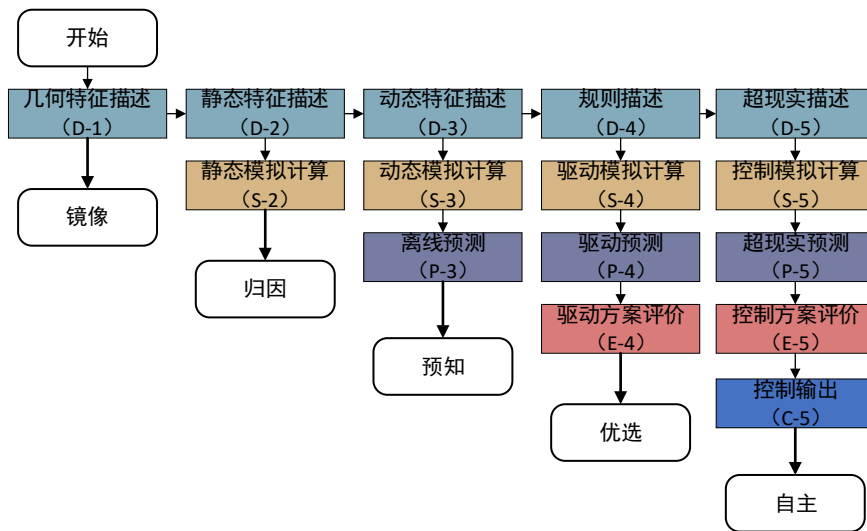 开始
几何特征描述
（D-1）
静态特征描述
（D-2）
动态特征描述
（D-3）
规则描述
（D-4）
超现实描述
（D-5）
静态模拟计算
（S-2）
动态模拟计算
（S-3）
驱动模拟计算
（S-4）
控制模拟计算
（S-5）
镜像
离线预测
（P-3）
驱动预测
（P-4）
超现实预测
（P-5）
归因
驱动方案评价
（E-4）
控制方案评价
（E-5）
预知
控制输出
（C-5）
优选
自主